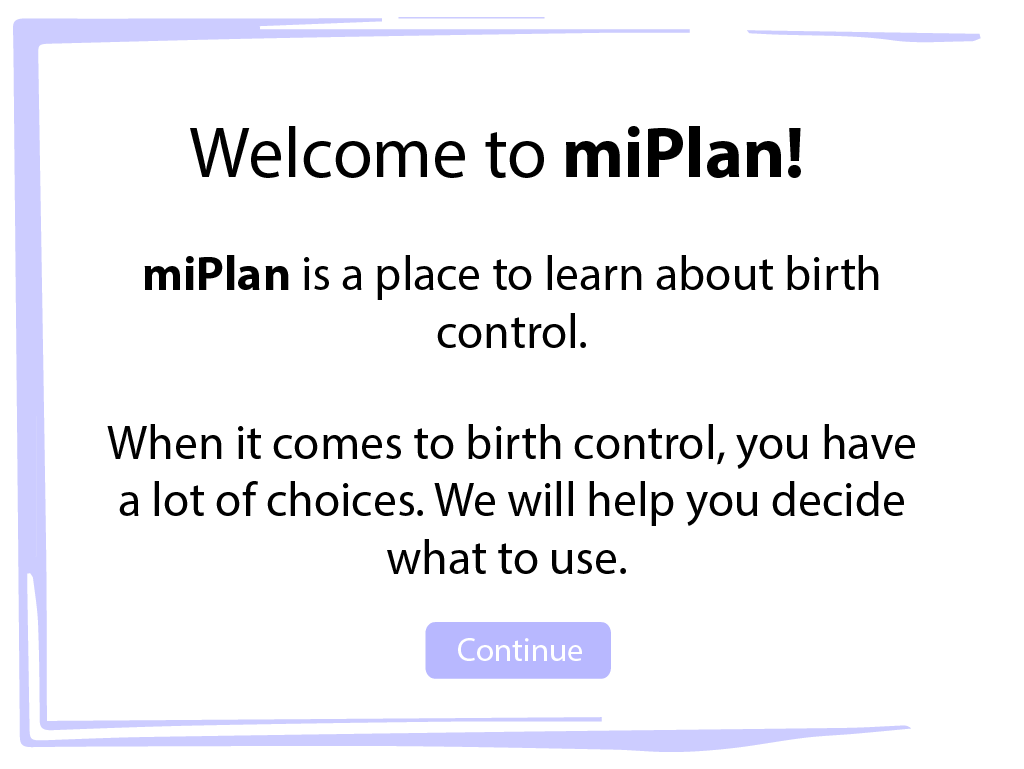 Welcome to miPlan!
miPlan is a place to learn about birth
control.
When it comes to birth control, you have
a lot of choices. We will help you decide
what to use.
Continue